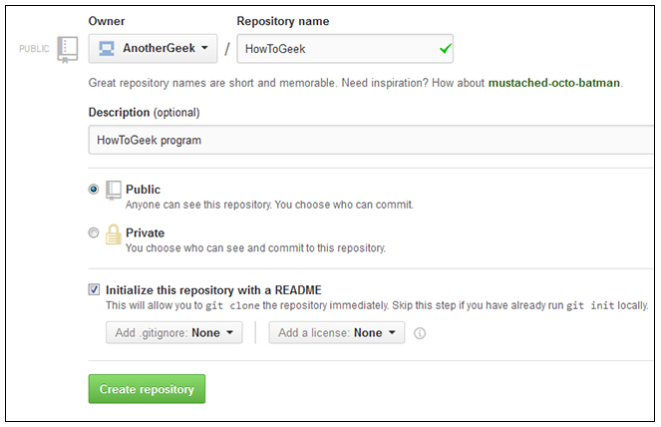 Owner Repository name
PUBLIC AnotherGeek / HowToGeek
Great repository names are short and memorable. Need inspiration? How about mustached-octo-batman.
Description (optional)
HowToGeek program
Public
Anyone can see this repository. You choose who can commit.
Private
You choose who can see and commit to this repository.
Initialize this repository with a README
This will allow you to git clone the repository immediately. Skip this step if you have already run git init locally.
Add .gitignore: None Add a license: None
Create repository